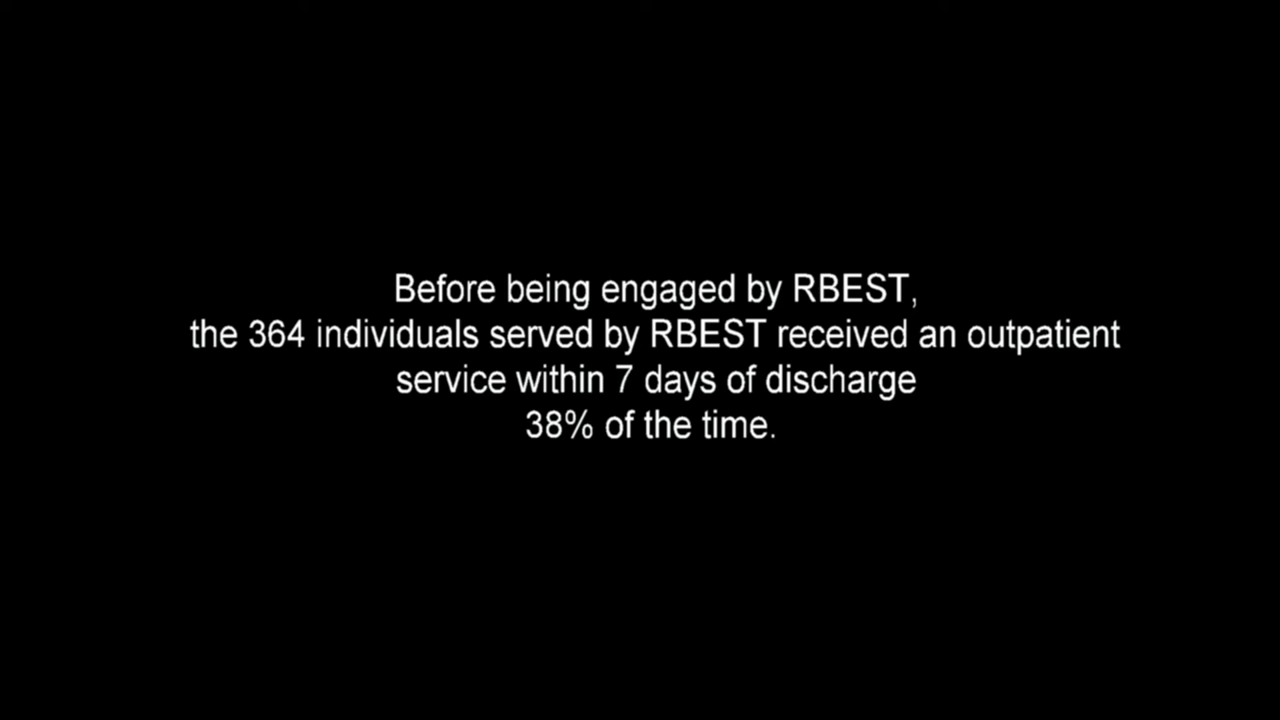 Before being engaged by RBEST,
the 364 individuals served by RBEST received an outpatient
service within 7 days of discharge
38% of the time.